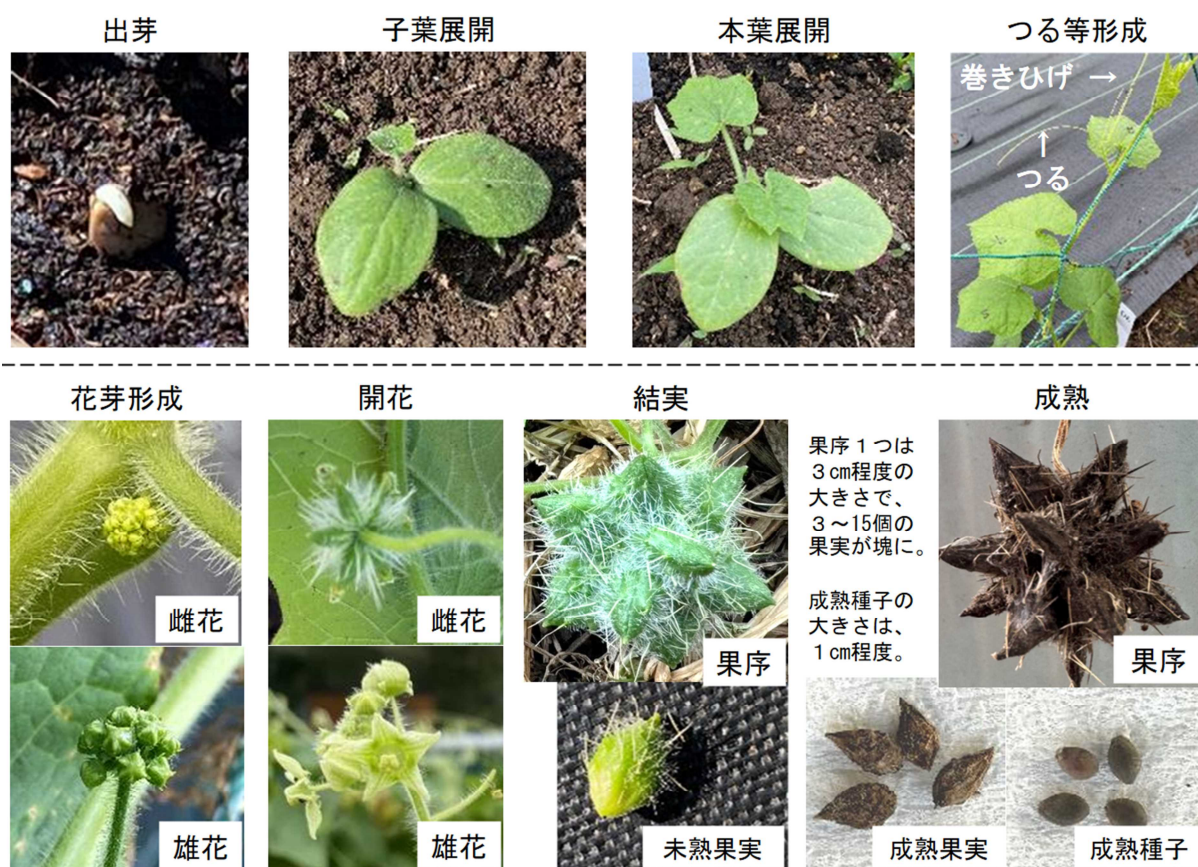 出芽
子葉展開
本葉展開
つる等形成
巻きひげ →
↑
つる
花芽形成
開花
結実
成熟
雌花
雌花
果序
果序１つは
３cm程度の
大きさで、
３～15個の
果実が塊に。
成熟種子の
大きさは、
１cm程度。
果序
雄花
雄花
未熟果実
成熟果実
成熟種子